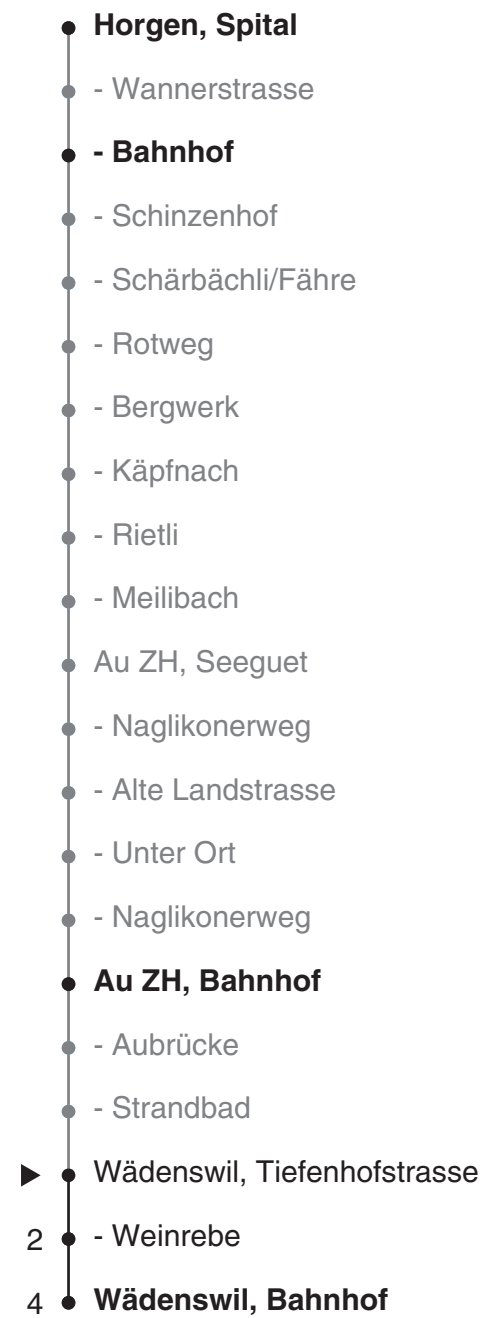 Horgen, Spital
- Wannerstrasse
- Bahnhof
- Schinzenhof
- Schärbächli/Fähre
- Rotweg
- Bergwerk
- Käpfnach
- Rietli
- Meilibach
Au ZH, Seeguet
- Naglikonerweg
- Alte Landstrasse
- Unter Ort
- Naglikonerweg
Au ZH, Bahnhof
- Aubrücke
- Strandbad
Wädenswil, Tiefenhofstrasse
2 - Weinrebe
4 Wädenswil, Bahnhof